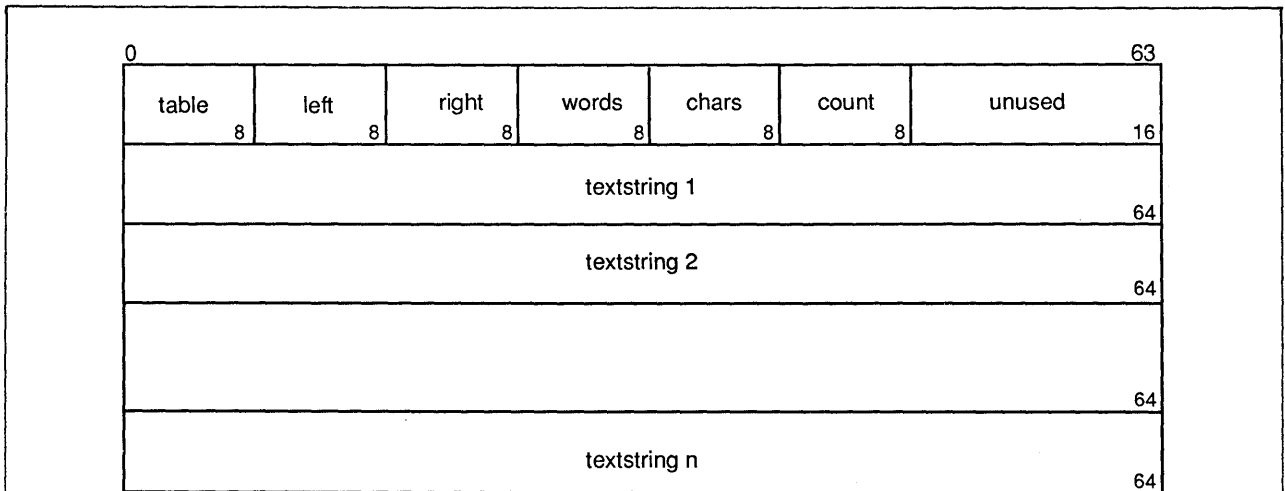 0 63
table left right words chars count unused
8 8 8 8 8 8 16
textstring 1
64
textstring 2
64
64
textstring n
64